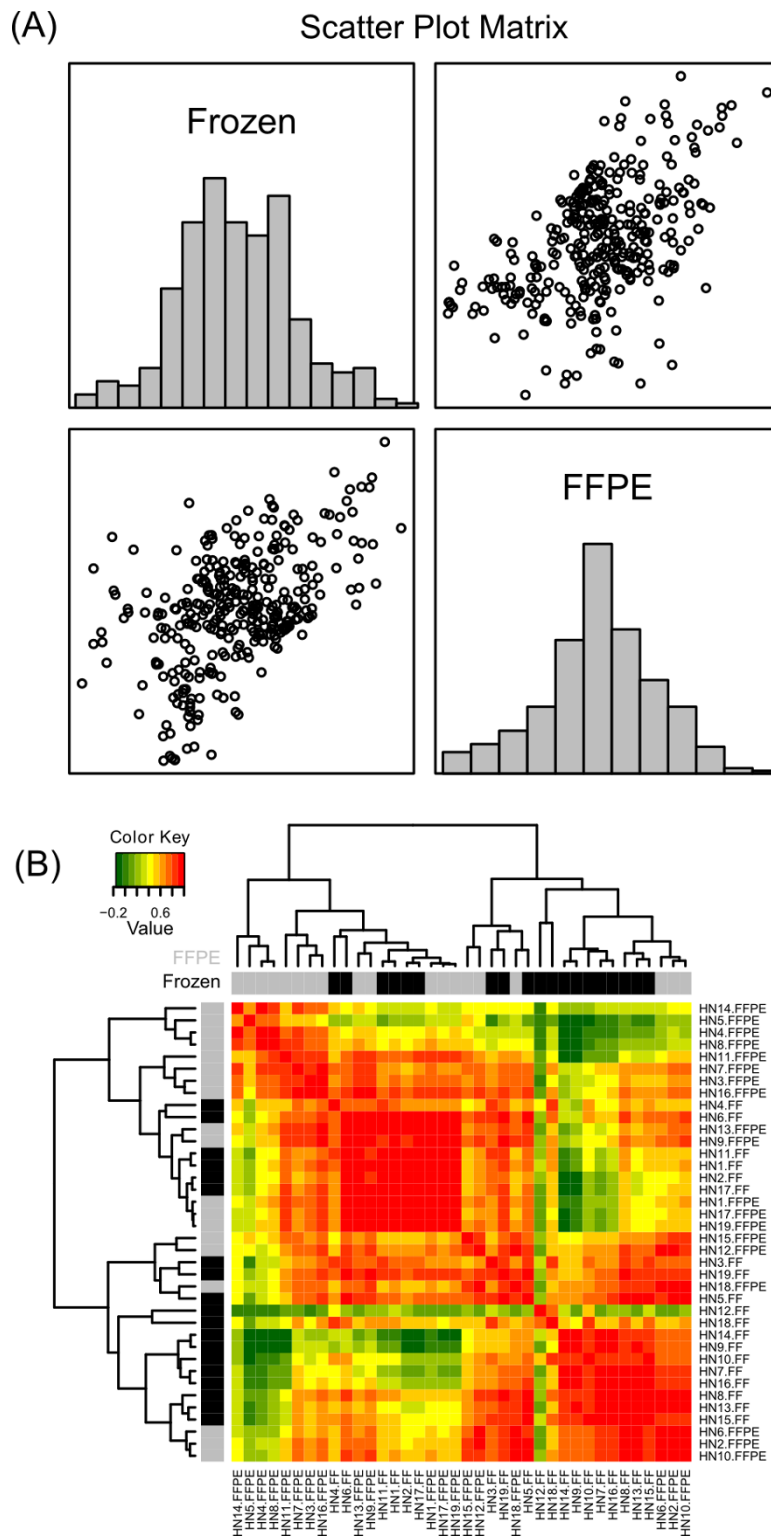 (A)
Scatter Plot Matrix
Frozen
FFPE
(B)
Color Key
−0.2 0.6
Value
FFPE
Frozen
HN14.FFPE
HN5.FFPE
HN4.FFPE
HN8.FFPE
HN11.FFPE
HN7.FFPE
HN3.FFPE
HN16.FFPE
HN4.FF
HN6.FF
HN13.FFPE
HN9.FFPE
HN11.FF
HN1.FF
HN2.FF
HN17.FF
HN1.FFPE
HN17.FFPE
HN19.FFPE
HN15.FFPE
HN12.FFPE
HN3.FF
HN19.FF
HN18.FFPE
HN5.FF
HN12.FF
HN18.FF
HN14.FF
HN9.FF
HN10.FF
HN7.FF
HN16.FF
HN8.FF
HN13.FF
HN15.FF
HN6.FFPE
HN2.FFPE
HN10.FFPE
HN14.FFPE
HN5.FFPE
HN4.FFPE
HN8.FFPE
HN11.FFPE
HN7.FFPE
HN3.FFPE
HN16.FFPE
HN4.FF
HN6.FF
HN13.FFPE
HN9.FFPE
HN11.FF
HN1.FF
HN2.FF
HN17.FF
HN1.FFPE
HN17.FFPE
HN19.FFPE
HN15.FFPE
HN12.FFPE
HN3.FF
HN19.FF
HN18.FFPE
HN5.FF
HN12.FF
HN18.FF
HN14.FF
HN9.FF
HN10.FF
HN7.FF
HN16.FF
HN8.FF
HN13.FF
HN15.FF
HN6.FFPE
HN2.FFPE
HN10.FFPE